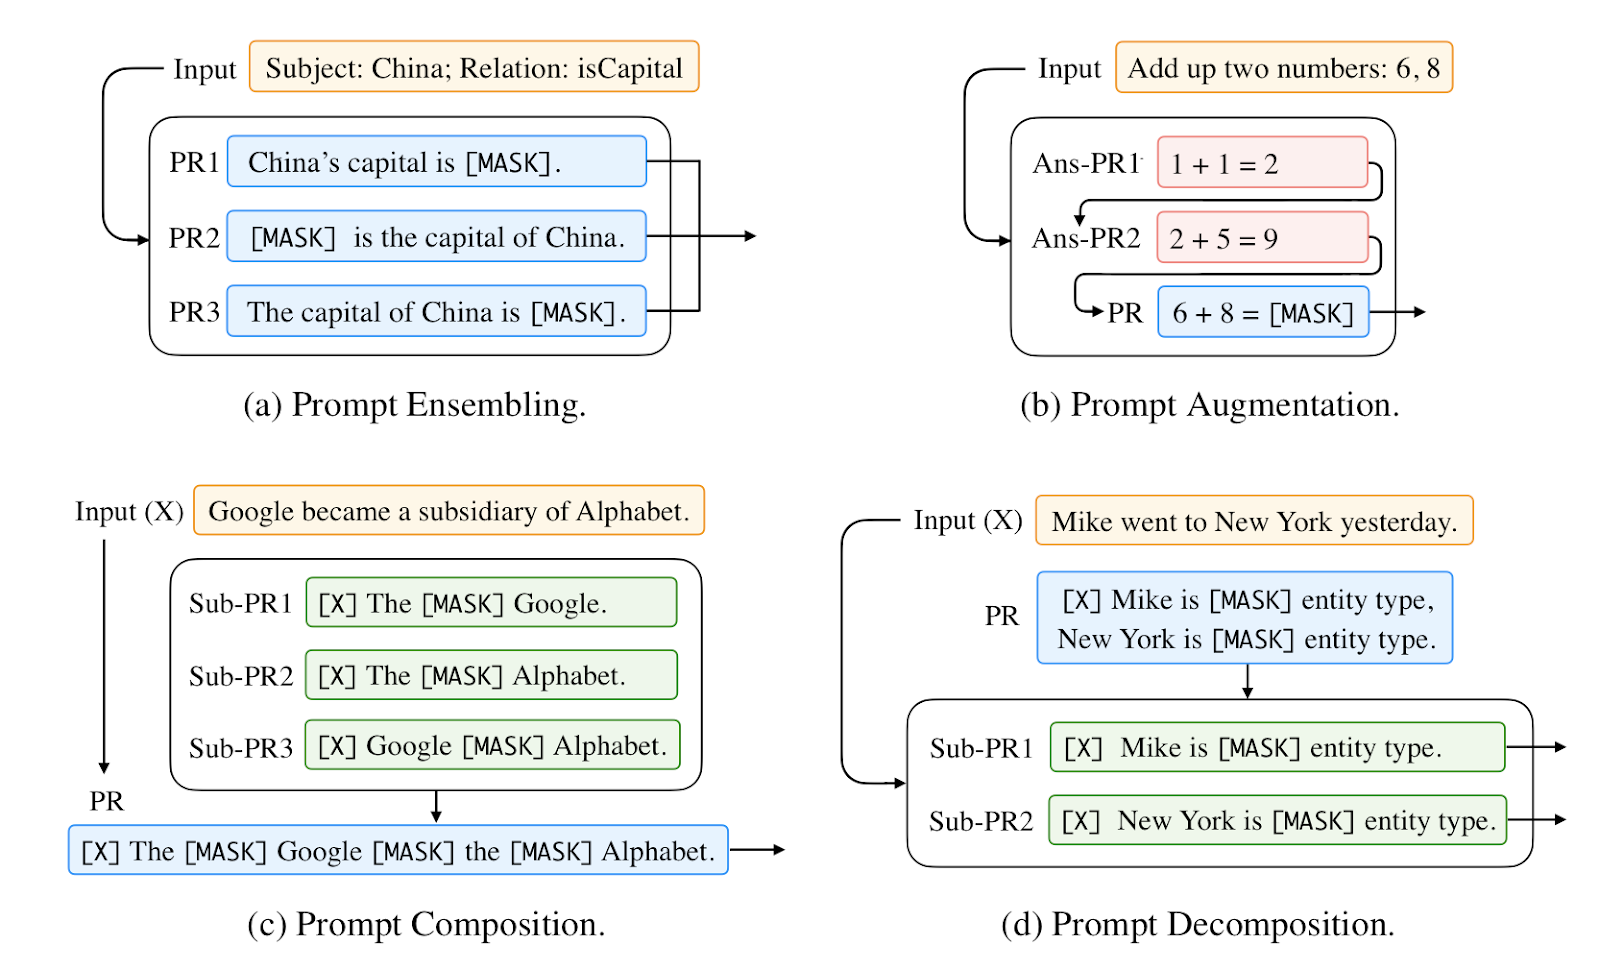 Input Subject: China; Relation: isCapital
PR1 China’s capital is [MASK].
PR2 [MASK] is the capital of China.
PR3 The capital of China is [MASK].
(a) Prompt Ensembling.
Input Add up two numbers: 6, 8
Ans-PR1 1 + 1 = 2
Ans-PR2 2 + 5 = 9
PR 6 + 8 = [MASK]
(b) Prompt Augmentation.
Input (X) Google became a subsidiary of Alphabet.
Sub-PR1 [X] The [MASK] Google.
Sub-PR2 [X] The [MASK] Alphabet.
Sub-PR3 [X] Google [MASK] Alphabet.
PR
[X] The [MASK] Google [MASK] the [MASK] Alphabet.
(c) Prompt Composition.
Input (X) Mike went to New York yesterday.
PR [X] Mike is [MASK] entity type,
New York is [MASK] entity type.
Sub-PR1 [X] Mike is [MASK] entity type.
Sub-PR2 [X] New York is [MASK] entity type.
(d) Prompt Decomposition.